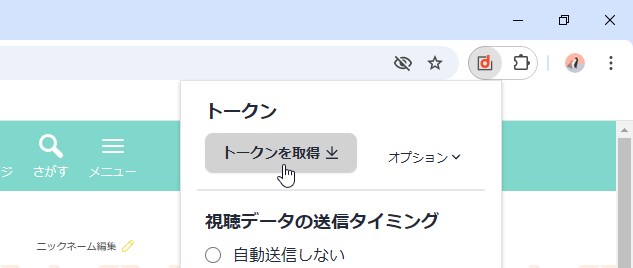 トークン
トークンを取得
オプション
ジ
さがす
メニュー
視聴データの送信タイミング
ニックネーム編集
自動送信しない